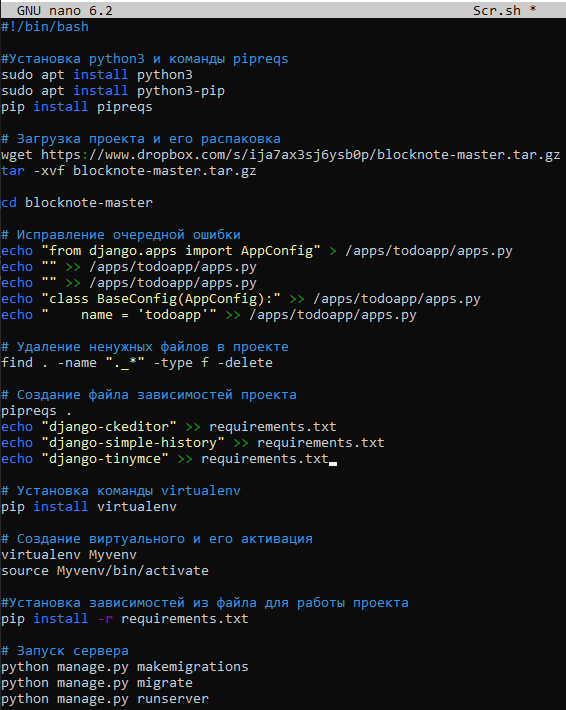 GNU nano 6.2 Scr.sh *
#!/bin/bash
#Установка python3 и команды pipreqs
sudo apt install python3
sudo apt install python3-pip
pip install pipreqs
# Загрузка проекта и его распаковка
wget https://www.dropbox.com/s/ija7ax3sj6ysb0p/blocknote-master.tar.gz
tar -xvf blocknote-master.tar.gz
cd blocknote-master
# Исправление очередной ошибки
echo "from django.apps import AppConfig" > /apps/todoapp/apps.py
echo "" >> /apps/todoapp/apps.py
echo "" >> /apps/todoapp/apps.py
echo "class BaseConfig(AppConfig):" >> /apps/todoapp/apps.py
echo "    name = 'todoapp'" >> /apps/todoapp/apps.py
# Удаление ненужных файлов в проекте
find . -name "._*" -type f -delete
# Создание файла зависимостей проекта
pipreqs .
echo "django-ckeditor" >> requirements.txt
echo "django-simple-history" >> requirements.txt
echo "django-tinymce" >> requirements.txt
# Установка команды virtualenv
pip install virtualenv
# Создание виртуального и его активация
virtualenv Myvenv
source Myvenv/bin/activate
#Установка зависимостей из файла для работы проекта
pip install -r requirements.txt
# Запуск сервера
python manage.py makemigrations
python manage.py migrate
python manage.py runserver